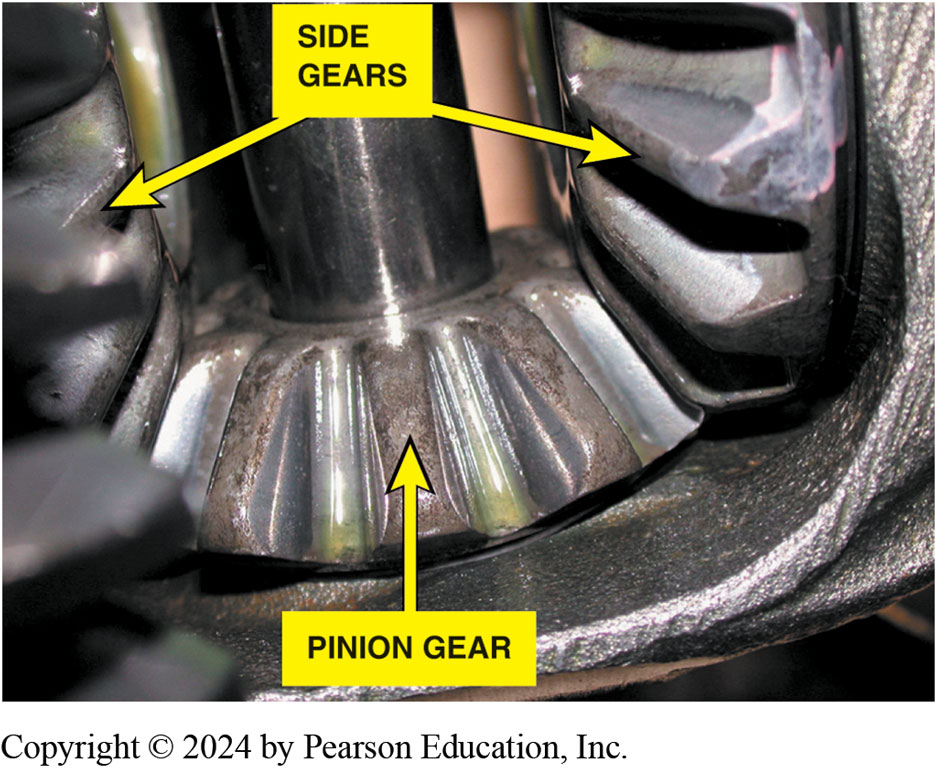 SIDE
GEARS
PINION GEAR
Copyright © 2024 by Pearson Education, Inc.